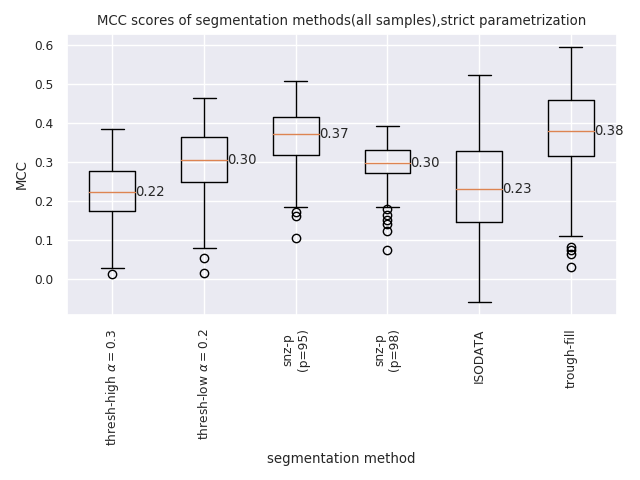 MCC scores of segmentation methods(all samples),strict parametrization
0.6
0.5
0.4
0.3
0.2
0.1
0.0
MCC
0.22
0.30
0.37
0.30
0.23
0.38
thresh-high α = 0.3
thresh-low α = 0.2
snz-p
(p=95)
snz-p
(p=98)
ISODATA
trough-fill
segmentation method